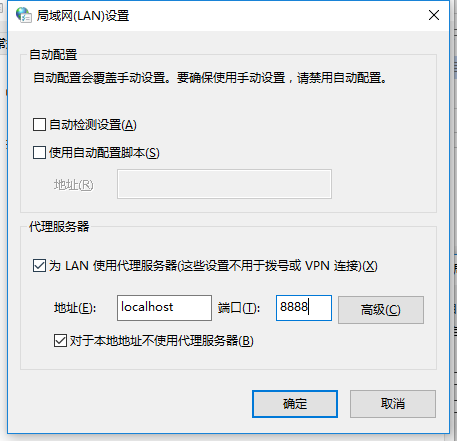 局域网(LAN)设置
自动配置
自动配置会覆盖手动设置。要确保使用手动设置，请禁用自动配置。
自动检测设置(A)
使用自动配置脚本(S)
地址(R)
代理服务器
为 LAN 使用代理服务器(这些设置不用于拨号或 VPN 连接)(X)
地址(E): localhost 端口(T): 8888 高级(C)
对于本地地址不使用代理服务器(B)
确定 取消